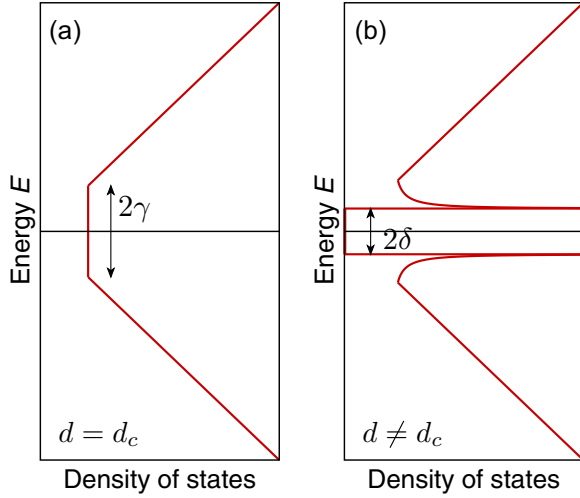 (a)
Energy E
2γ
d = d_c
Density of states
(b)
Energy E
2δ
d ≠ d_c
Density of states